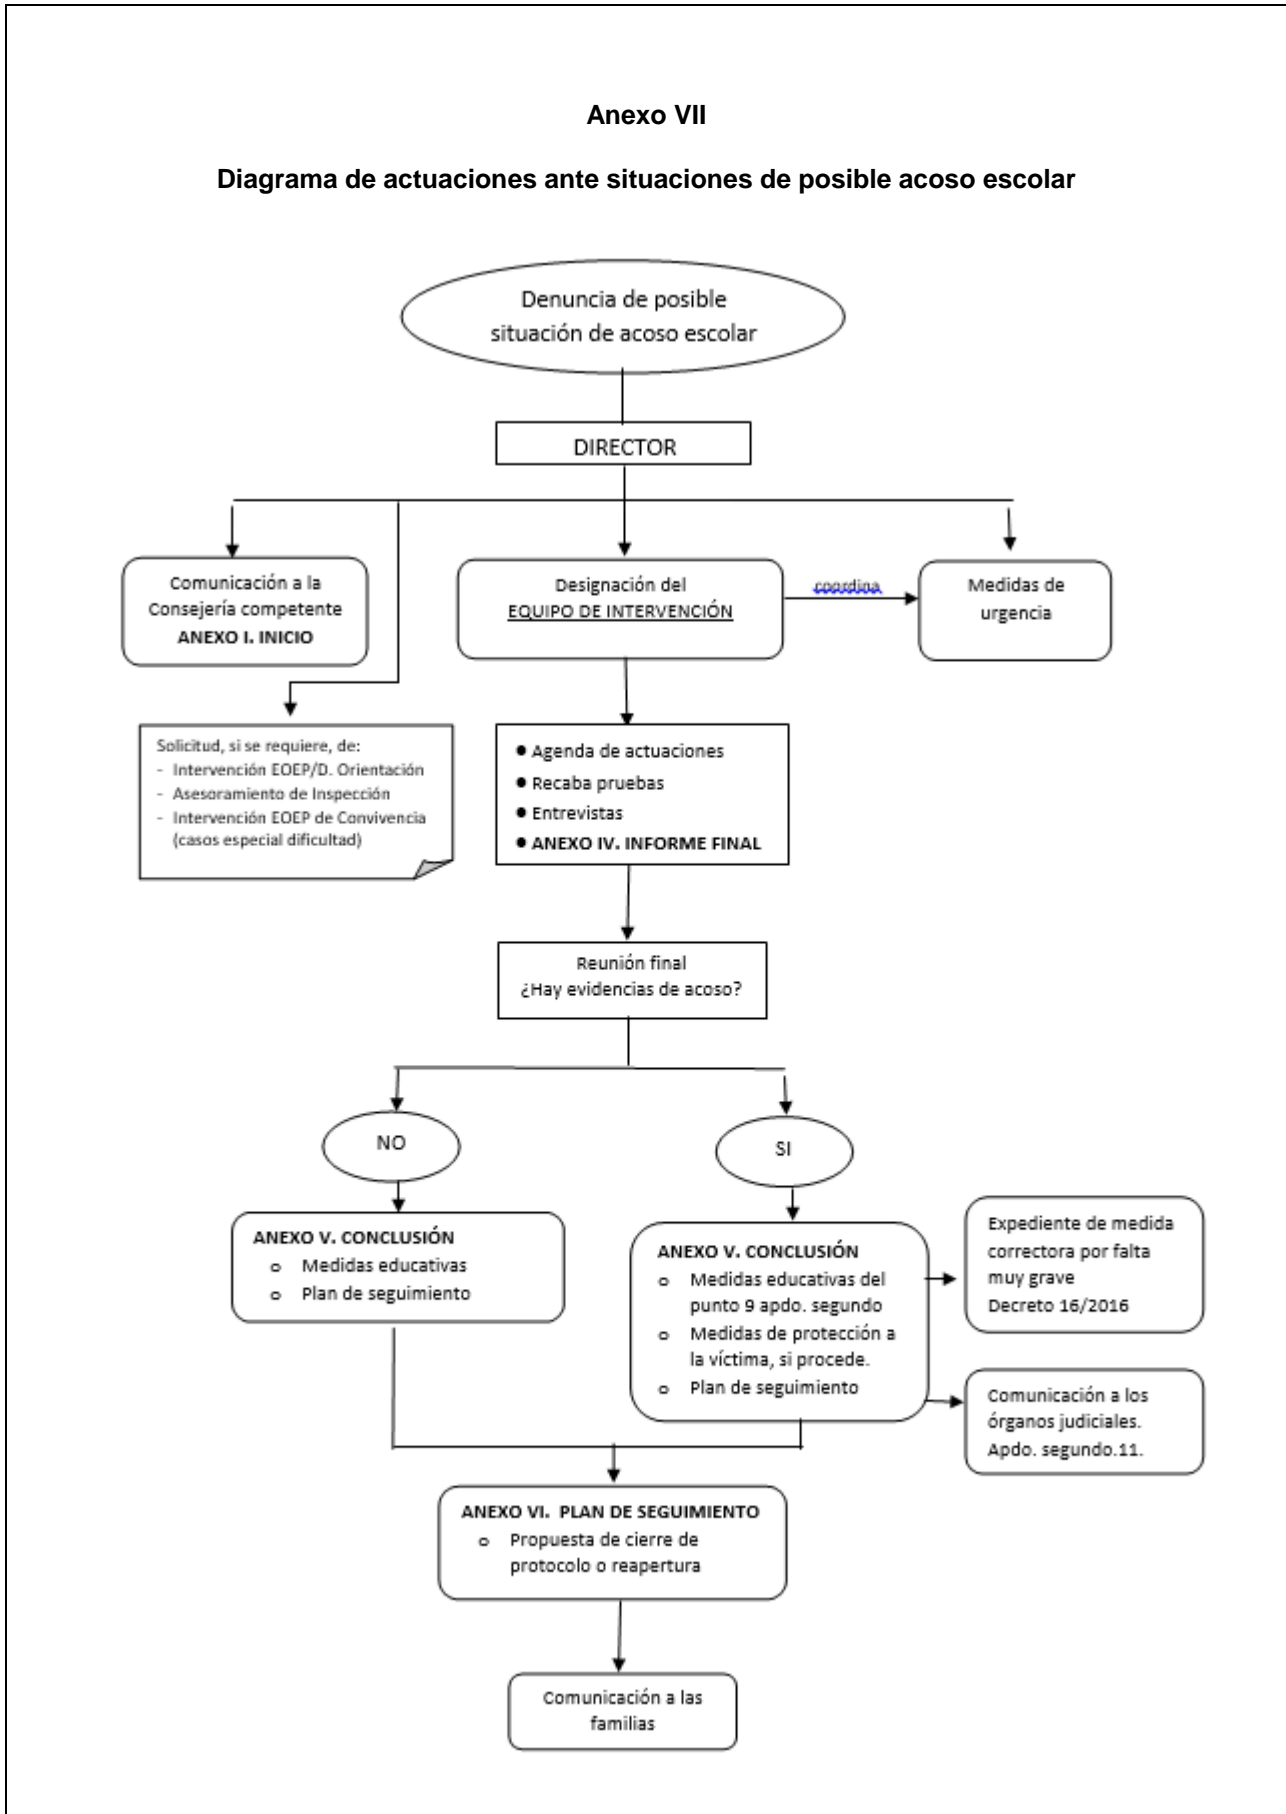 Anexo VII
Diagrama de actuaciones ante situaciones de posible acoso escolar
Denuncia de posible
situación de acoso escolar
DIRECTOR
Comunicación a la
Consejería competente
ANEXO I. INICIO
Designación del
EQUIPO DE INTERVENCIÓN
coordina
Medidas de
urgencia
Solicitud, si se requiere, de:
- Intervención EOEP/D. Orientación
- Asesoramiento de Inspección
- Intervención EOEP de Convivencia
(casos especial dificultad)
● Agenda de actuaciones
● Recaba pruebas
● Entrevistas
● ANEXO IV. INFORME FINAL
Reunión final
¿Hay evidencias de acoso?
NO
SI
ANEXO V. CONCLUSIÓN
o Medidas educativas
o Plan de seguimiento
ANEXO V. CONCLUSIÓN
o Medidas educativas del
punto 9 apdo. segundo
o Medidas de protección a
la víctima, si procede.
o Plan de seguimiento
Expediente de medida
correctora por falta
muy grave
Decreto 16/2016
Comunicación a los
órganos judiciales.
Apdo. segundo.11.
ANEXO VI. PLAN DE SEGUIMIENTO
o Propuesta de cierre de
protocolo o reapertura
Comunicación a las
familias